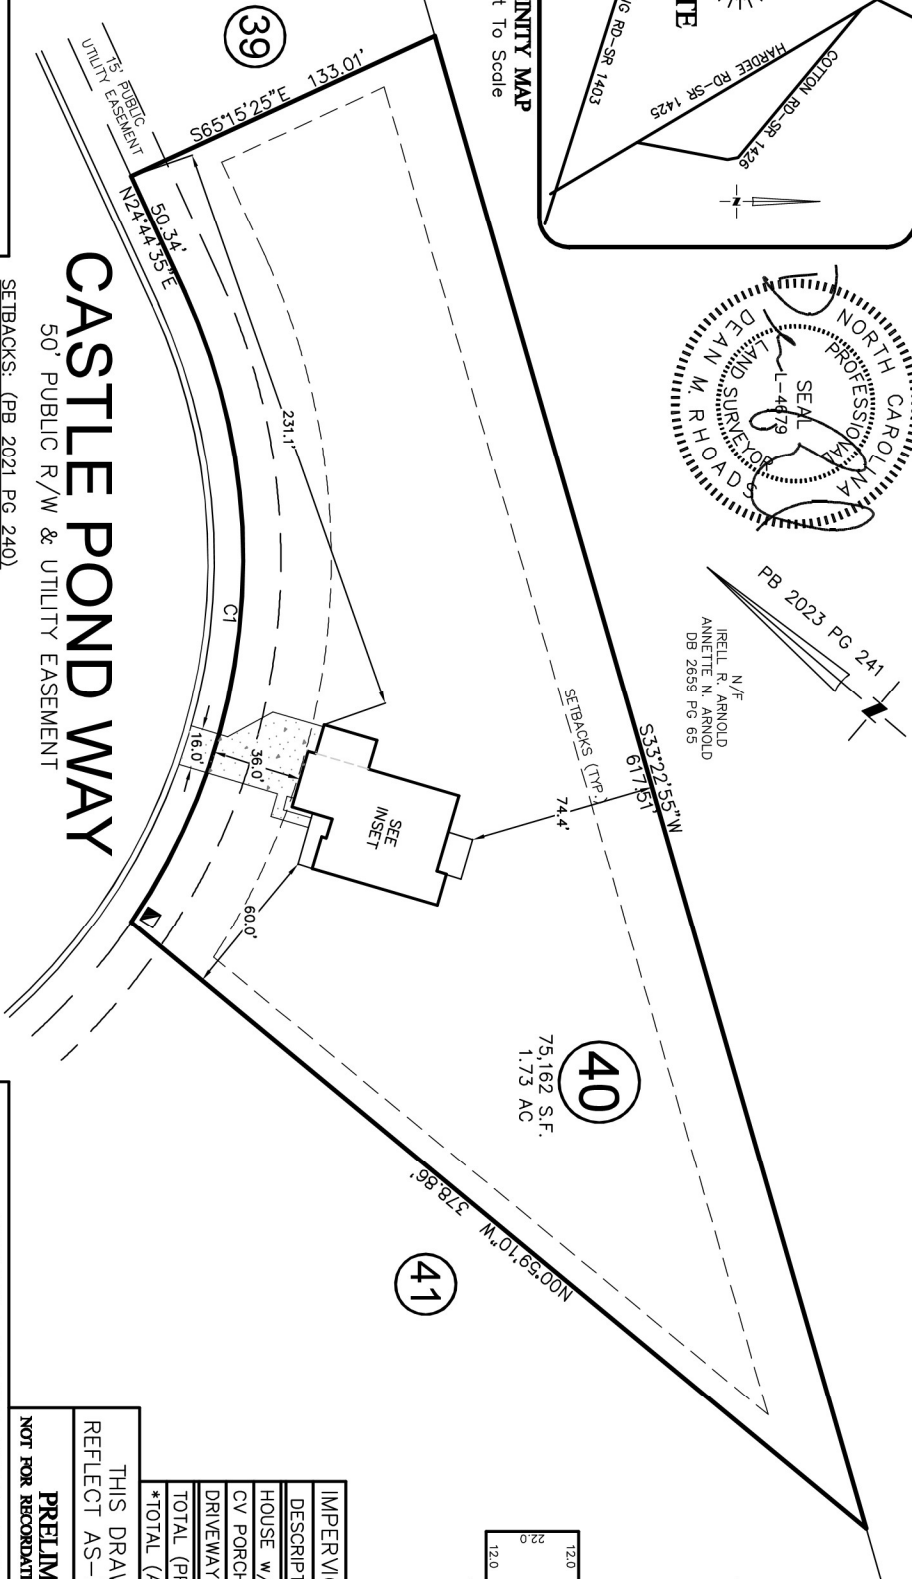 TE
COTTON RD-SR 1426
HARDEE RD-SR 1425
G RD-SR 1403
INITY MAP
t To Scale
N
NORTH CAROLINA
PROFESSIONAL
SEAL
L-4679
LAND SURVEYOR
DEAN M. RHOADS
PB 2023 PG 241
N
N/F
IRELL R. ARNOLD
ANNETTE N. ARNOLD
DB 2659 PG 65
S33°22'55"W
617.51'
SETBACKS (TYP.)
74.4'
39
S65°15'25"E 133.01'
15' PUBLIC
UTILITY EASEMENT
50.34'
N24°44'35"E
231.1'
C1
16.0'
36.0'
SEE
INSET
60.0'
40
75,162 S.F.
1.73 AC
378.86'
N00°59'10"W
41
CASTLE POND WAY
50' PUBLIC R/W & UTILITY EASEMENT
SETBACKS: (PB 2021 PG 240)
12.0
22.0
12.0
IMPERVI
DESCRIPT
HOUSE W/
CV PORCH
DRIVEWAY
TOTAL (PR
*TOTAL (A
THIS DRAW
REFLECT AS-
PRELIM
NOT FOR RECORDATI